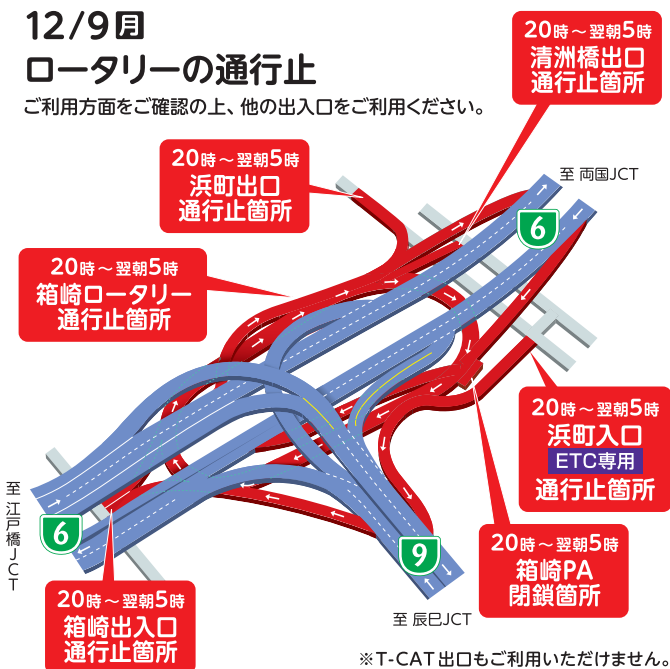 12/9月
ロータリーの通行止
ご利用方面をご確認の上、他の出入口をご利用ください。
20時～翌朝5時
清洲橋出口
通行止箇所
至 両国JCT
20時～翌朝5時
浜町出口
通行止箇所
6
20時～翌朝5時
箱崎ロータリー
通行止箇所
20時～翌朝5時
浜町入口
ETC専用
通行止箇所
至 江戸橋JCT
6
9
20時～翌朝5時
箱崎PA
閉鎖箇所
20時～翌朝5時
箱崎出入口
通行止箇所
至 辰巳JCT
※T-CAT出口もご利用いただけません。